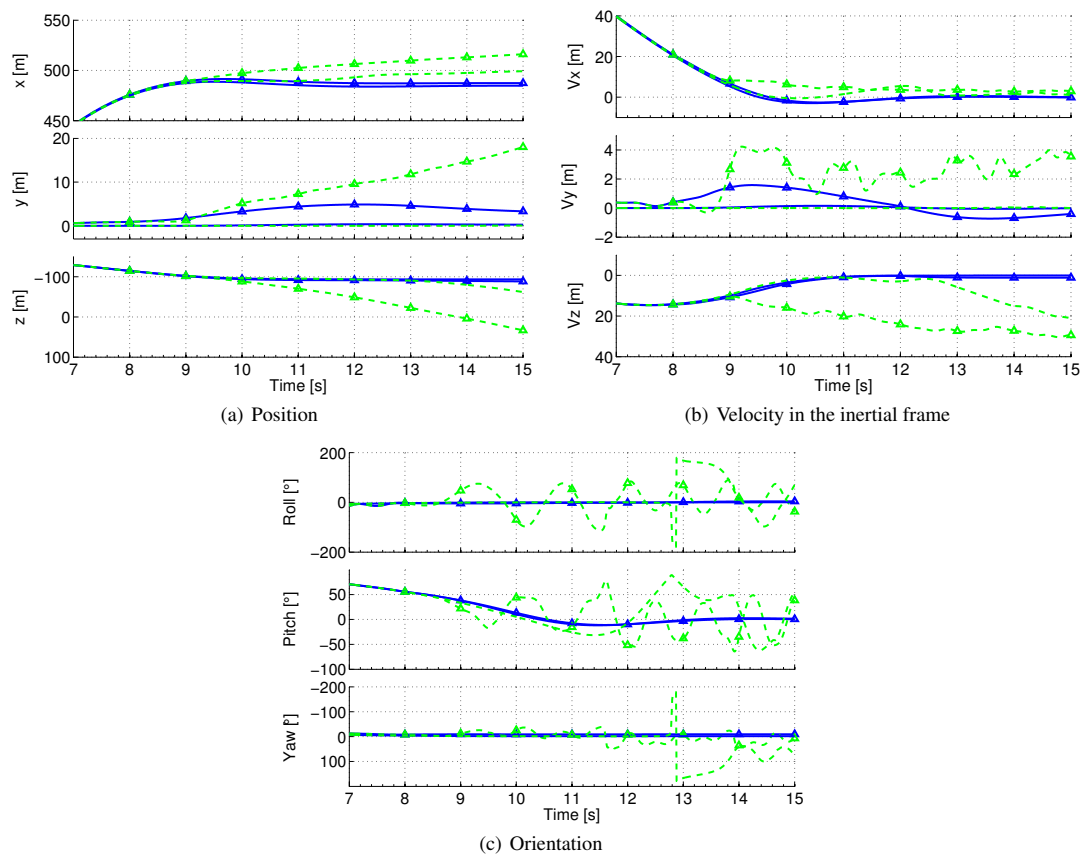 550
500
450
x [m]
20
10
0
y [m]
−100
0
100
z [m]
7 8 9 10 11 12 13 14 15
Time [s]
(a) Position
40
20
0
Vx [m]
4
2
0
−2
Vy [m]
0
20
40
Vz [m]
7 8 9 10 11 12 13 14 15
Time [s]
(b) Velocity in the inertial frame
200
0
−200
Roll [°]
50
0
−50
−100
Pitch [°]
−200
−100
0
100
Yaw [°]
7 8 9 10 11 12 13 14 15
Time [s]
(c) Orientation